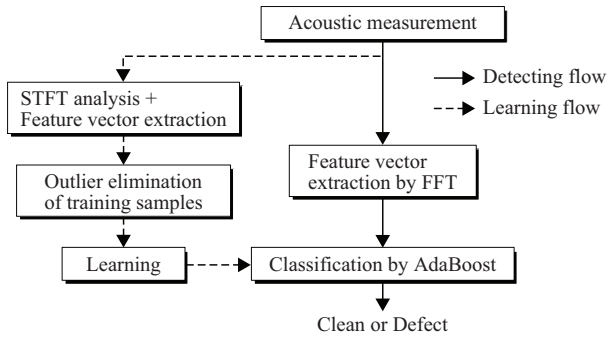 Acoustic measurement
Detecting flow
Learning flow
STFT analysis +
Feature vector extraction
Outlier elimination
of training samples
Learning
Feature vector
extraction by FFT
Classification by AdaBoost
Clean or Defect